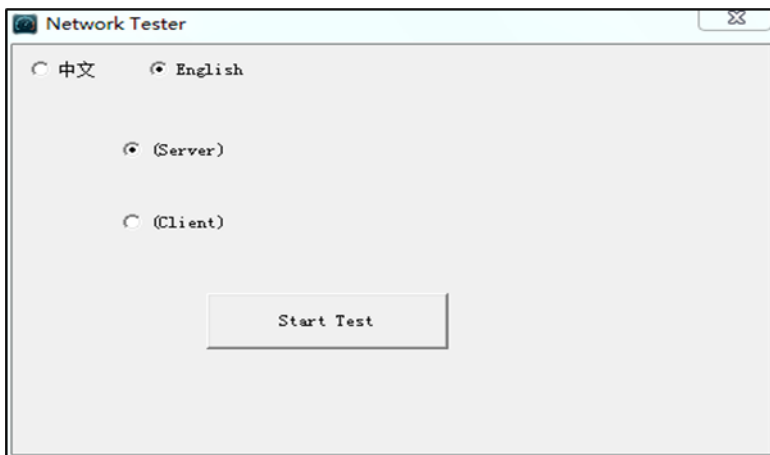 Network Tester
中文 English
(Server)
(Client)
Start Test